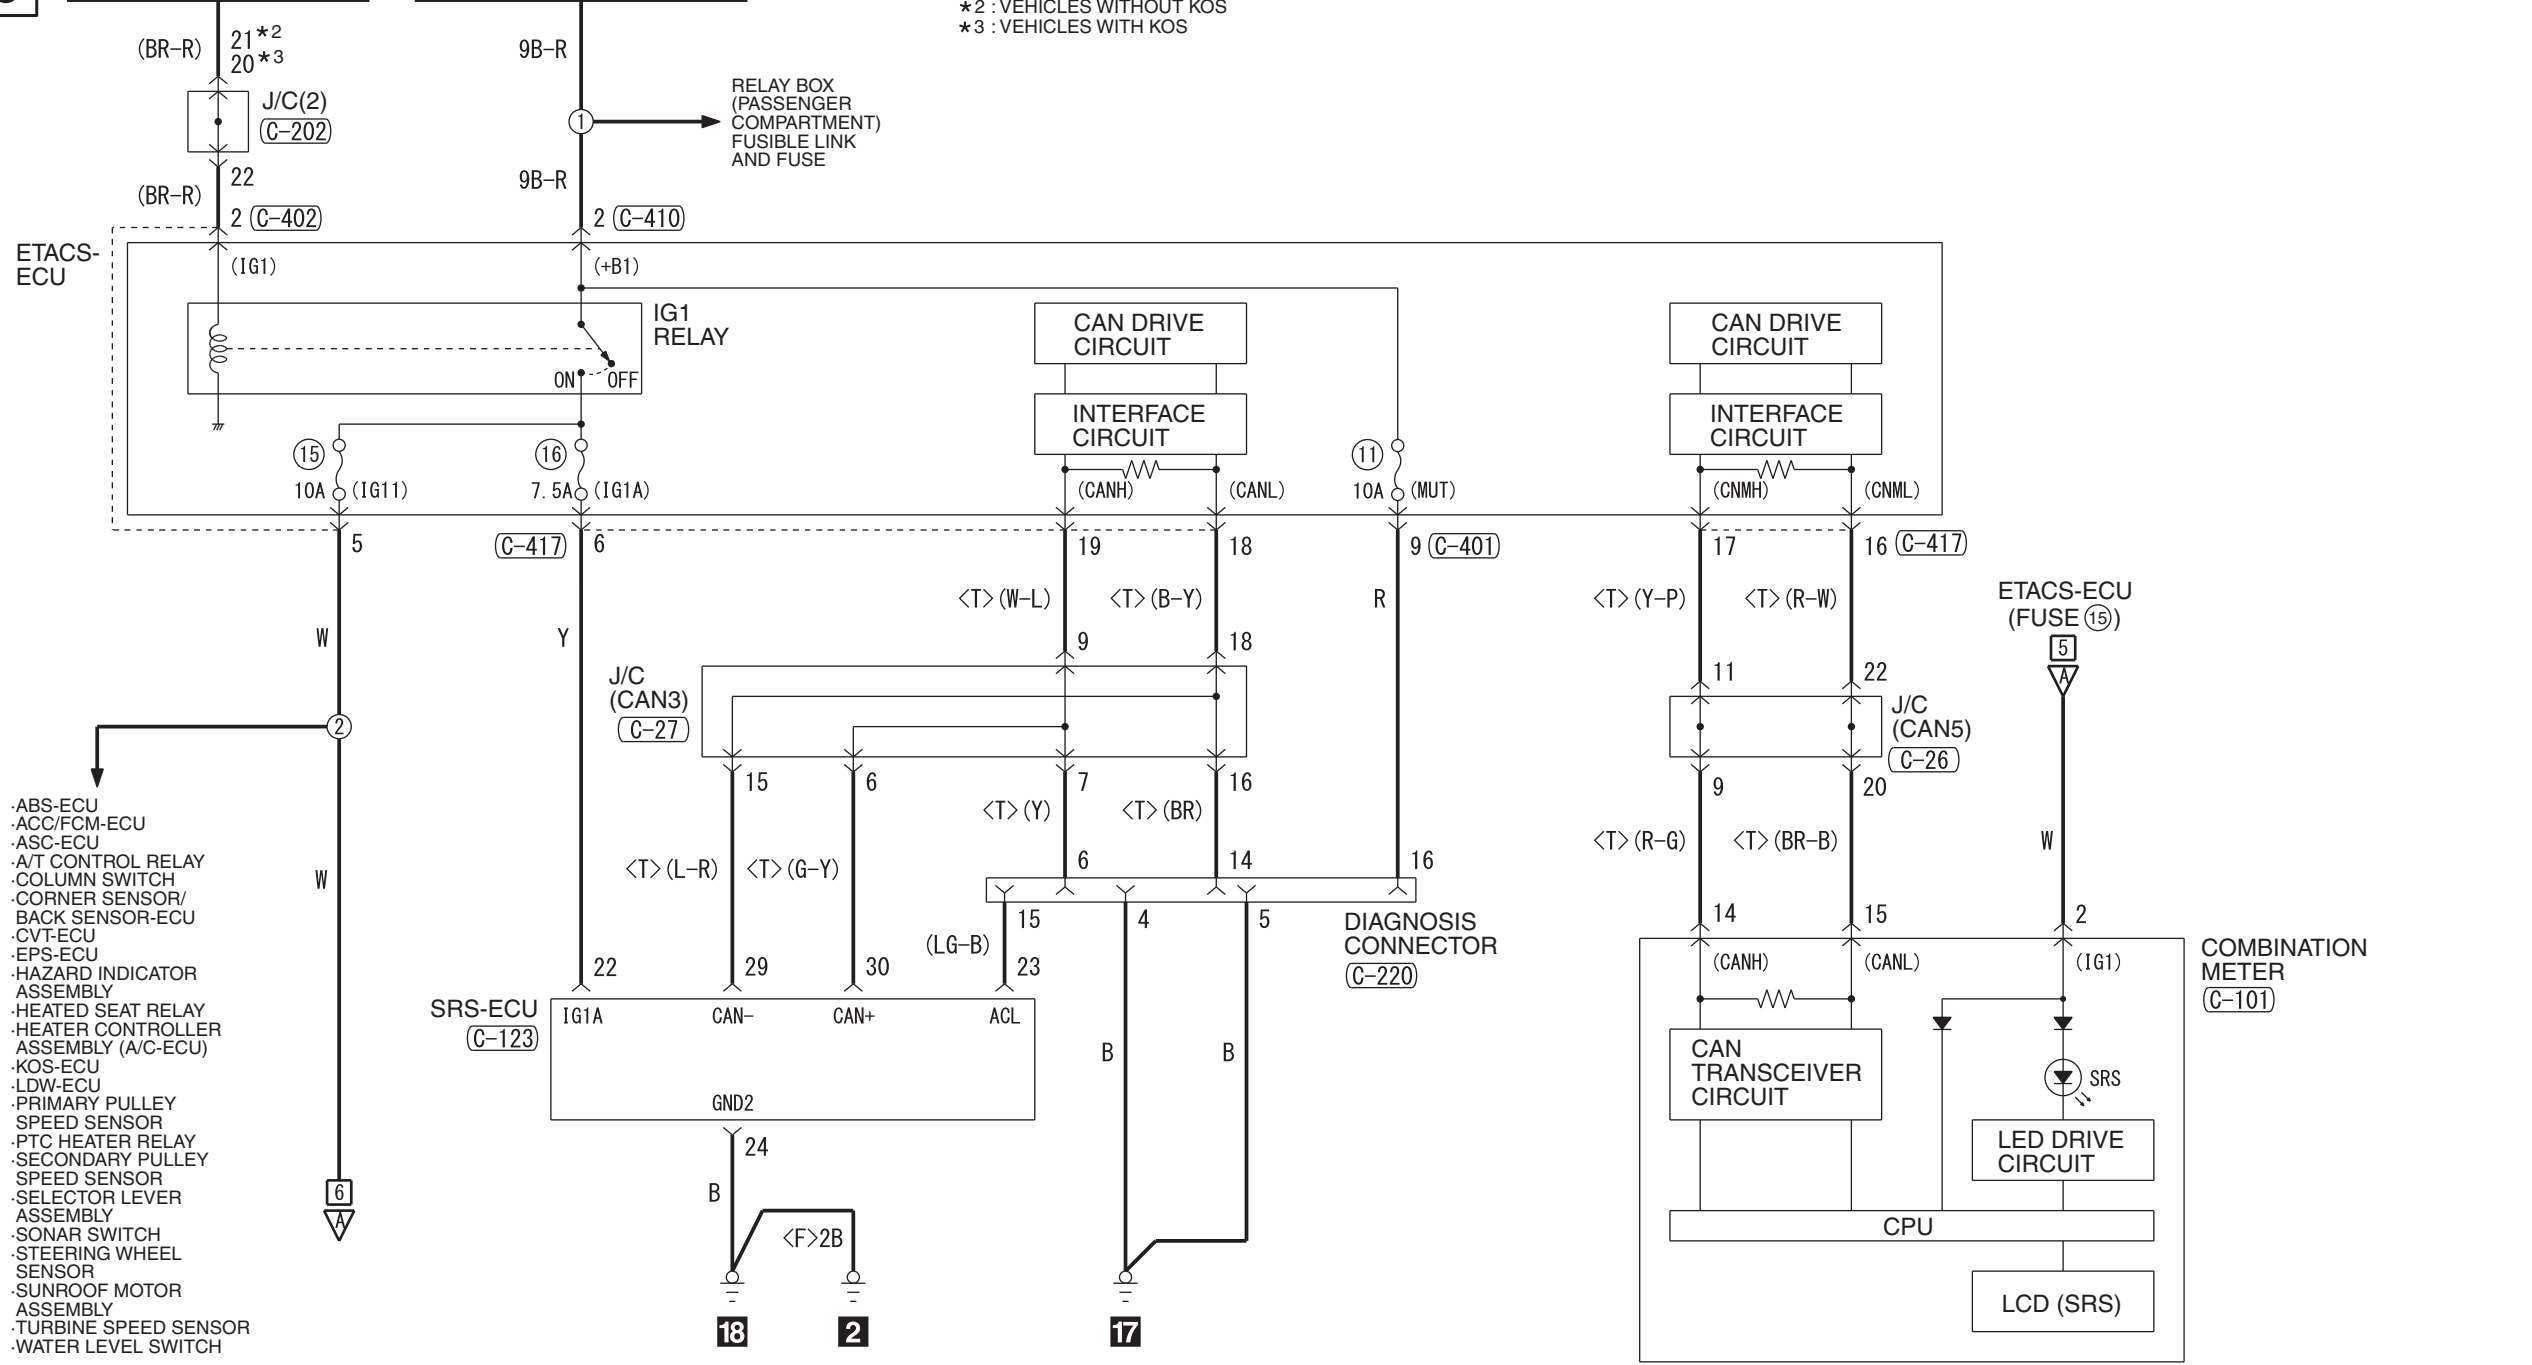 *2 : VEHICLES WITHOUT KOS
*3 : VEHICLES WITH KOS
(BR-R)
21*2
20*3
9B-R
J/C(2)
(C-202)
1
RELAY BOX
(PASSENGER
COMPARTMENT)
FUSIBLE LINK
AND FUSE
22
(BR-R)
9B-R
2 (C-402)
2 (C-410)
ETACS-
ECU
(IG1)
(+B1)
IG1
RELAY
ON
OFF
CAN DRIVE
CIRCUIT
CAN DRIVE
CIRCUIT
INTERFACE
CIRCUIT
INTERFACE
CIRCUIT
15
10A
(IG11)
16
7.5A
(IG1A)
(CANH)
(CANL)
11
10A
(MUT)
(CNMH)
(CNML)
5
(C-417)
6
19
18
9 (C-401)
17
16 (C-417)
<T>(W-L)
<T>(B-Y)
R
<T>(Y-P)
<T>(R-W)
ETACS-ECU
(FUSE 15)
5
A
W
Y
9
18
J/C
(CAN3)
(C-27)
11
22
J/C
(CAN5)
(C-26)
2
15
6
7
16
9
20
<T>(Y)
<T>(BR)
<T>(L-R)
<T>(G-Y)
<T>(R-G)
<T>(BR-B)
W
W
6
14
16
15
4
5
DIAGNOSIS
CONNECTOR
(C-220)
(LG-B)
14
15
2
22
29
30
23
SRS-ECU
(C-123)
IG1A
CAN-
CAN+
ACL
GND2
24
B
<F>2B
B
B
18
2
17
(CANH)
(CANL)
(IG1)
COMBINATION
METER
(C-101)
CAN
TRANSCEIVER
CIRCUIT
SRS
LED DRIVE
CIRCUIT
CPU
LCD (SRS)
·ABS-ECU
·ACC/FCM-ECU
·ASC-ECU
·A/T CONTROL RELAY
·COLUMN SWITCH
·CORNER SENSOR/
BACK SENSOR-ECU
·CVT-ECU
·EPS-ECU
·HAZARD INDICATOR
ASSEMBLY
·HEATED SEAT RELAY
·HEATER CONTROLLER
ASSEMBLY (A/C-ECU)
·KOS-ECU
·LDW-ECU
·PRIMARY PULLEY
SPEED SENSOR
·PTC HEATER RELAY
·SECONDARY PULLEY
SPEED SENSOR
·SELECTOR LEVER
ASSEMBLY
·SONAR SWITCH
·STEERING WHEEL
SENSOR
·SUNROOF MOTOR
ASSEMBLY
·TURBINE SPEED SENSOR
·WATER LEVEL SWITCH
6
A